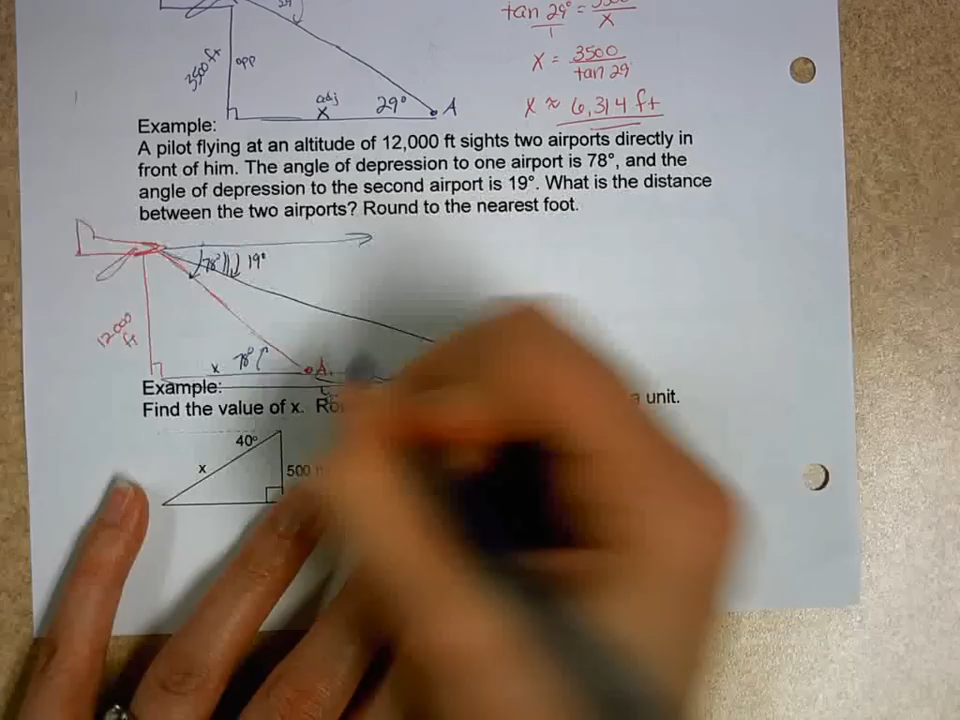 tan 29° = 3500
1 x
3500 ft
opp
x = 3500
tan 29
adj
x
29°
A
x ≈ 6,314 ft
Example:
A pilot flying at an altitude of 12,000 ft sights two airports directly in
front of him. The angle of depression to one airport is 78°, and the
angle of depression to the second airport is 19°. What is the distance
between the two airports? Round to the nearest foot.
78° 19°
12000
ft
x 78° A.
Example:
Find the value of x. a unit.
40°
x
500